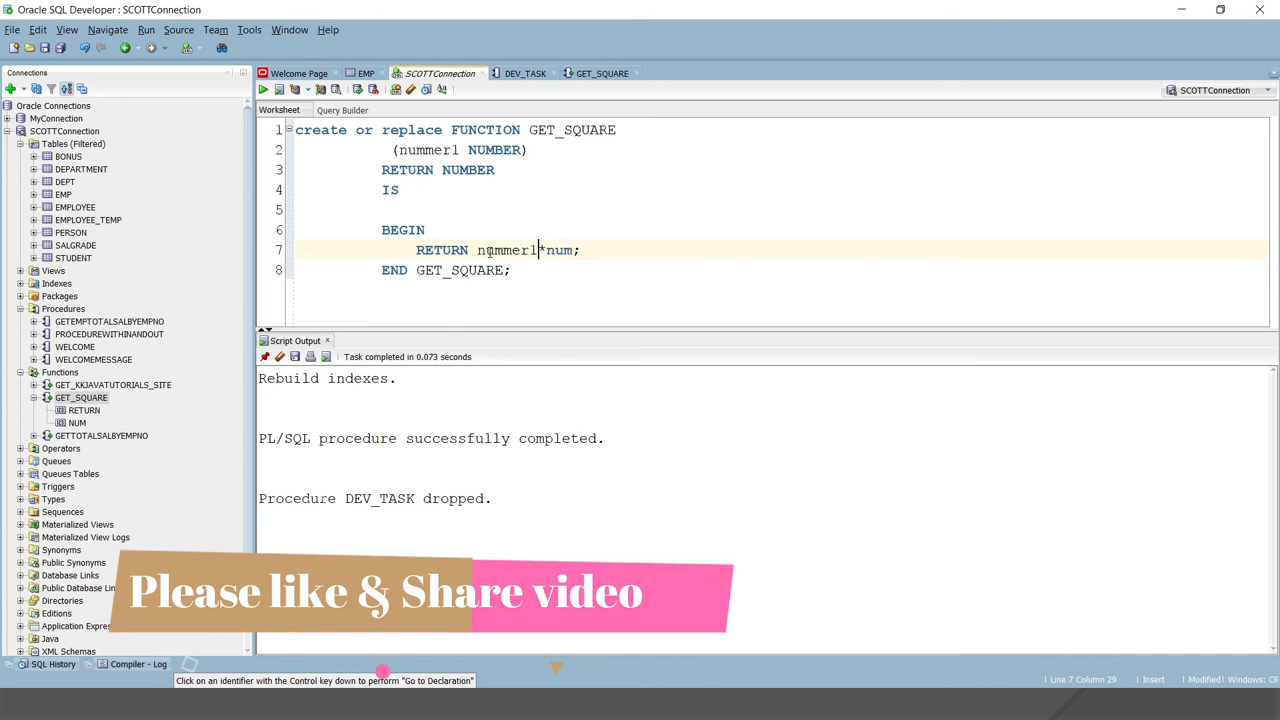 Oracle SQL Developer: SCOTTConnection
File Edit View Navigate Run Source Team Tools Window Help
Connections
Welcome Page
EMP
SCOTTConnection
DEV_TASK
GET_SQUARE
SCOTTConnection
Worksheet
Query Builder
Oracle Connections
MyConnection
SCOTTConnection
Tables (Filtered)
BONUS
DEPARTMENT
DEPT
EMP
EMPLOYEE
EMPLOYEE_TEMP
PERSON
SALGRADE
STUDENT
Views
Indexes
Packages
Procedures
GETEMPTOTALSALBYEMPNO
PROCEDUREWITHINANDOUT
WELCOME
WELCOMEMESSAGE
Functions
GET_KKJAVATUTORIALS_SITE
GET_SQUARE
RETURN
NUM
GETTOTALSALBYEMPNO
Operators
Queues
Queues Tables
Triggers
Types
Sequences
Materialized Views
Materialized View Logs
Synonyms
Public Synonyms
Database Links
Public Database Lin
Directories
Editions
Application Expres
Java
XML Schemas
1 create or replace FUNCTION GET_SQUARE
2 (nummer1 NUMBER)
3 RETURN NUMBER
4 IS
5
6 BEGIN
7 RETURN nummer1*num;
8 END GET_SQUARE;
Script Output
Task completed in 0.073 seconds
Rebuild indexes.
PL/SQL procedure successfully completed.
Procedure DEV_TASK dropped.
Please like & Share video
SQL History
Compiler - Log
Click on an identifier with the Control key down to perform "Go to Declaration"
Line 7 Column 29
Insert
Modified
Windows: CF